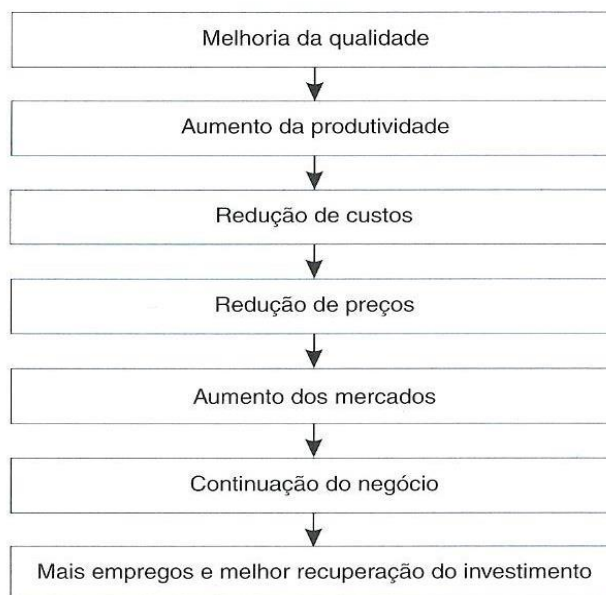 Melhoria da qualidade
Aumento da produtividade
Redução de custos
Redução de preços
Aumento dos mercados
Continuação do negócio
Mais empregos e melhor recuperação do investimento